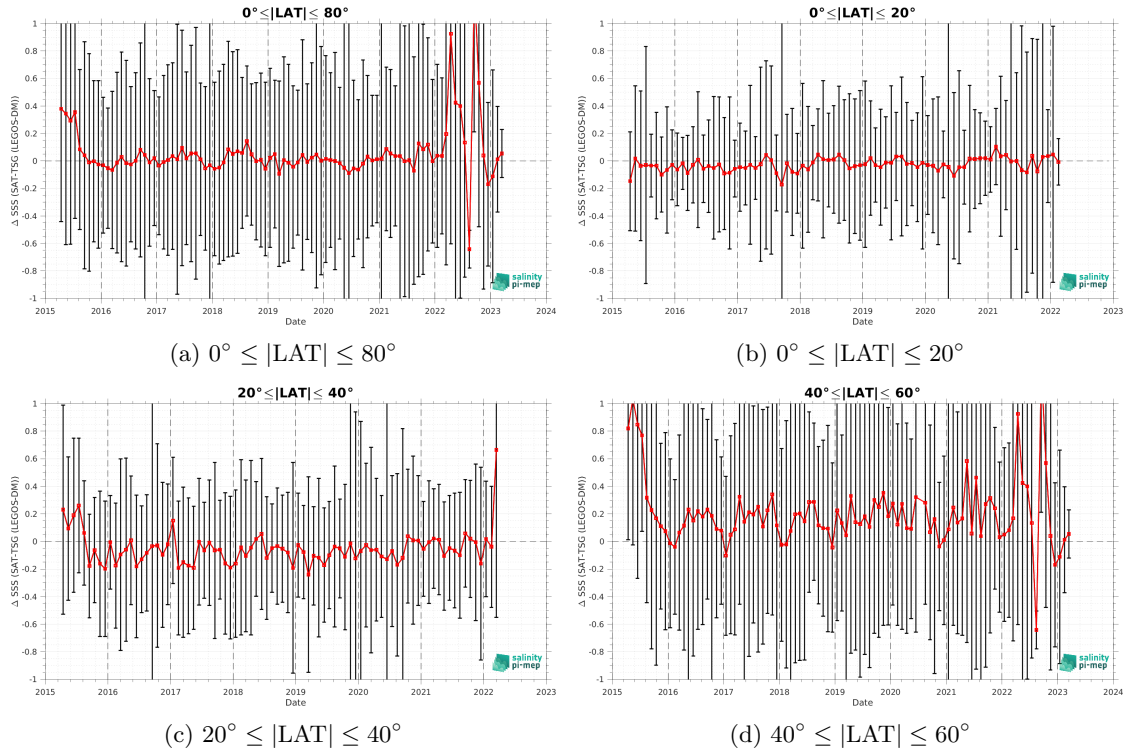 0°≤|LAT|≤ 80°
Δ SSS (SAT-TSG (LEGOS-DM))
1
0.8
0.6
0.4
0.2
0
-0.2
-0.4
-0.6
-0.8
-1
2015 2016 2017 2018 2019 2020 2021 2022 2023 2024
Date
salinity
pi-mep
(a) 0° ≤ |LAT| ≤ 80°
0°≤|LAT|≤ 20°
Δ SSS (SAT-TSG (LEGOS-DM))
1
0.8
0.6
0.4
0.2
0
-0.2
-0.4
-0.6
-0.8
-1
2015 2016 2017 2018 2019 2020 2021 2022 2023
Date
salinity
pi-mep
(b) 0° ≤ |LAT| ≤ 20°
20°≤|LAT|≤ 40°
Δ SSS (SAT-TSG (LEGOS-DM))
1
0.8
0.6
0.4
0.2
0
-0.2
-0.4
-0.6
-0.8
-1
2015 2016 2017 2018 2019 2020 2021 2022 2023
Date
salinity
pi-mep
(c) 20° ≤ |LAT| ≤ 40°
40°≤|LAT|≤ 60°
Δ SSS (SAT-TSG (LEGOS-DM))
1
0.8
0.6
0.4
0.2
0
-0.2
-0.4
-0.6
-0.8
-1
2015 2016 2017 2018 2019 2020 2021 2022 2023 2024
Date
salinity
pi-mep
(d) 40° ≤ |LAT| ≤ 60°